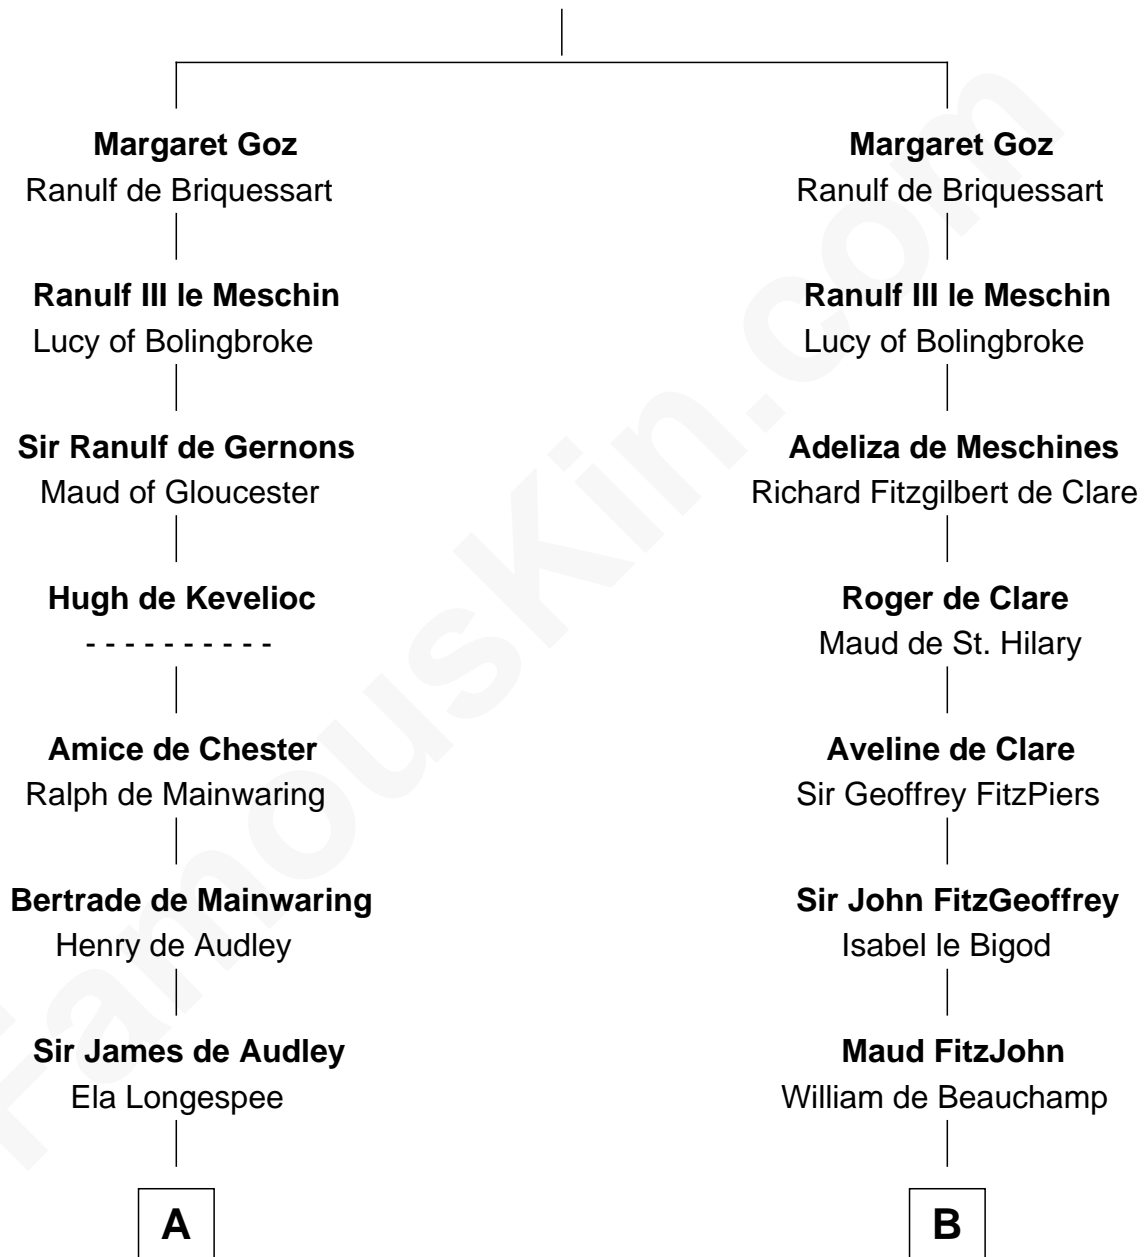 Margaret Goz
Ranulf de Briquessart
Ranulf III le Meschin
Lucy of Bolingbroke
Sir Ranulf de Gernons
Maud of Gloucester
Hugh de Kevelioc
- - - - - - - - - -
Amice de Chester
Ralph de Mainwaring
Bertrade de Mainwaring
Henry de Audley
Sir James de Audley
Ela Longespee
A
Margaret Goz
Ranulf de Briquessart
Ranulf III le Meschin
Lucy of Bolingbroke
Adeliza de Meschines
Richard Fitzgilbert de Clare
Roger de Clare
Maud de St. Hilary
Aveline de Clare
Sir Geoffrey FitzPiers
Sir John FitzGeoffrey
Isabel le Bigod
Maud FitzJohn
William de Beauchamp
B
FamousKin.com